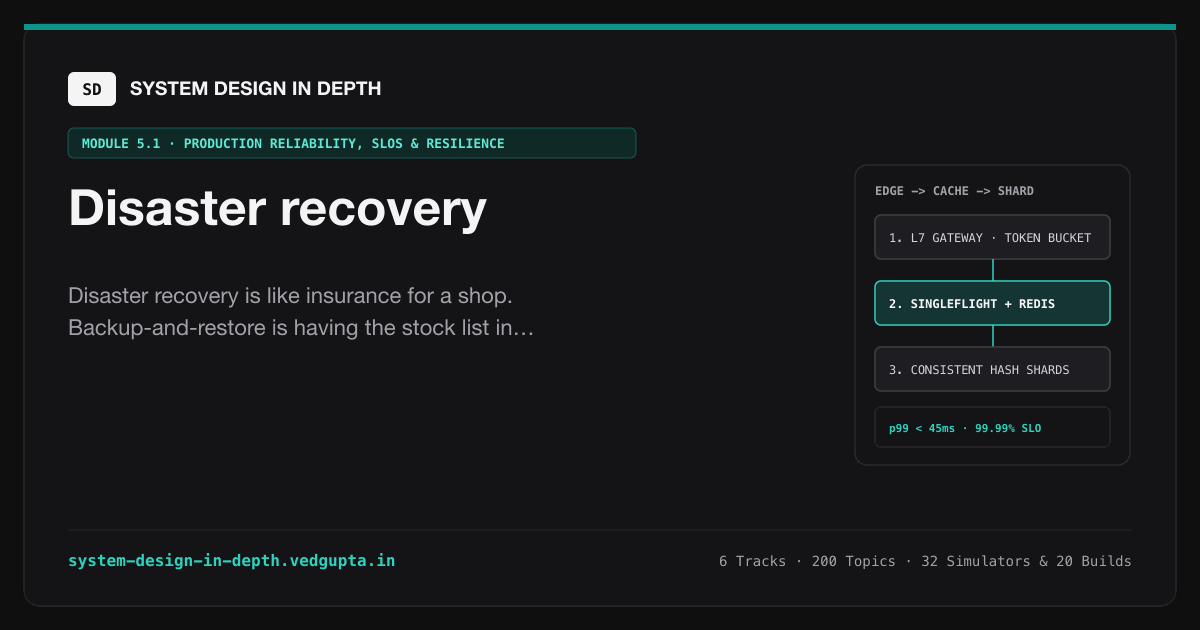 SD SYSTEM DESIGN IN DEPTH
MODULE 5.1 · PRODUCTION RELIABILITY, SLOS & RESILIENCE
Disaster recovery
Disaster recovery is like insurance for a shop.
Backup-and-restore is having the stock list in…
EDGE —> CACHE —> SHARD
1. L7 GATEWAY · TOKEN BUCKET
2. SINGLEFLIGHT + REDIS
3. CONSISTENT HASH SHARDS
p99 < 45ms · 99.99% SLO
system-design-in-depth.vedgupta.in
6 Tracks · 200 Topics · 32 Simulators & 20 Builds